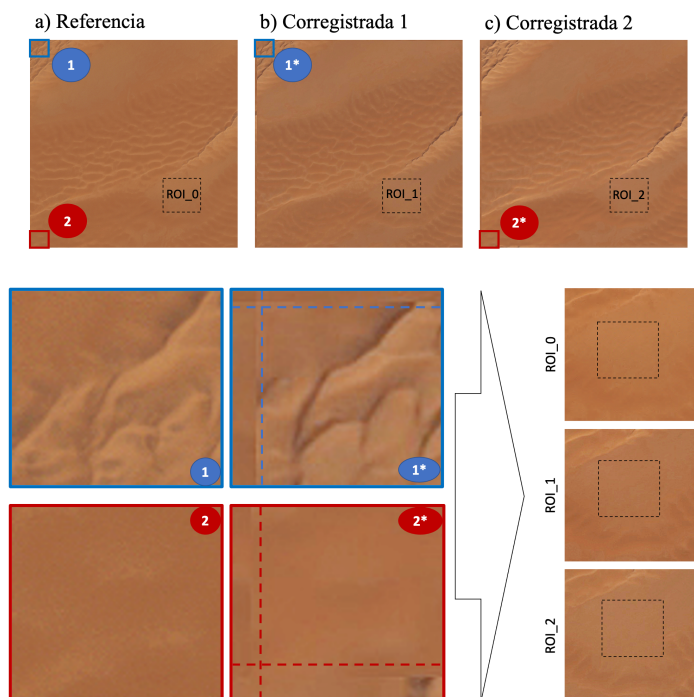 a) Referencia
b) Corregistrada 1
c) Corregistrada 2
1
1*
ROI_0
ROI_1
ROI_2
2
2*
1
1*
2
2*
ROI_0
ROI_1
ROI_2